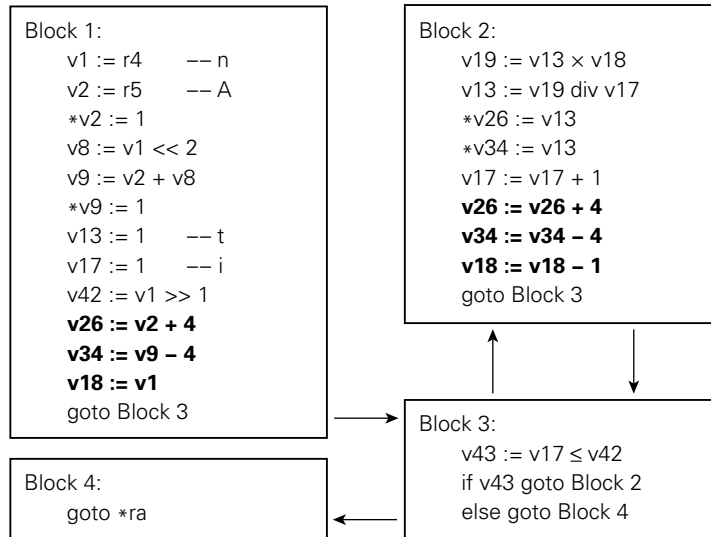 Block 1:
v1 := r4 −− n
v2 := r5 −− A
*v2 := 1
v8 := v1 << 2
v9 := v2 + v8
*v9 := 1
v13 := 1 −− t
v17 := 1 −− i
v42 := v1 >> 1
v26 := v2 + 4
v34 := v9 − 4
v18 := v1
goto Block 3
Block 2:
v19 := v13 × v18
v13 := v19 div v17
*v26 := v13
*v34 := v13
v17 := v17 + 1
v26 := v26 + 4
v34 := v34 − 4
v18 := v18 − 1
goto Block 3
Block 3:
v43 := v17 ≤ v42
if v43 goto Block 2
else goto Block 4
Block 4:
goto *ra